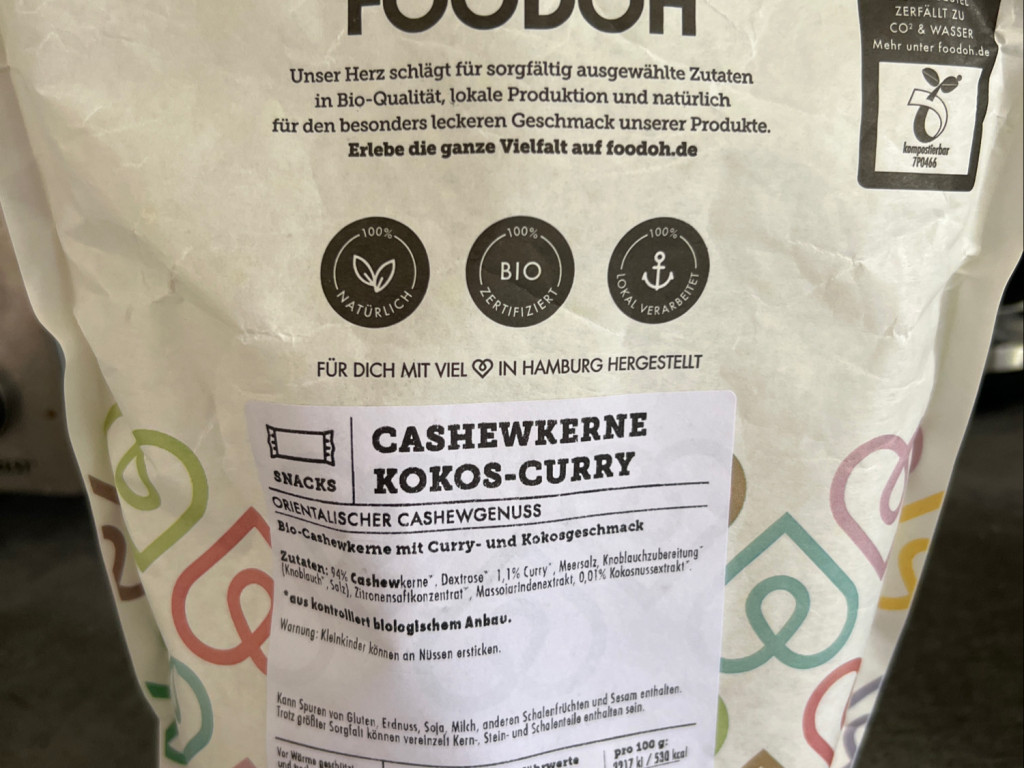 FOODOH
ZERFÄLLT ZU
CO² & WASSER
Mehr unter foodoh.de
kompostierbar
7P0466
Unser Herz schlägt für sorgfältig ausgewählte Zutaten
in Bio-Qualität, lokale Produktion und natürlich
für den besonders leckeren Geschmack unserer Produkte.
Erlebe die ganze Vielfalt auf foodoh.de
100%
NATÜRLICH
100%
BIO
ZERTIFIZIERT
100%
LOKAL VERARBEITET
FÜR DICH MIT VIEL IN HAMBURG HERGESTELLT
SNACKS
CASHEWKERNE
KOKOS-CURRY
ORIENTALISCHER CASHEWGENUSS
Bio-Cashewkerne mit Curry- und Kokosgeschmack
Zutaten: 94% Cashewkerne*, Dextrose*, 1,1% Curry*, Meersalz, Knoblauchzubereitung*
(Knoblauch*, Salz), Zitronensaftkonzentrat*, Massoiarindenextrakt, 0,01% Kokosnussextrakt*.
*aus kontrolliert biologischem Anbau.
Warnung: Kleinkinder können an Nüssen ersticken.
Kann Spuren von Gluten, Erdnuss, Soja, Milch, anderen Schalenfrüchten und Sesam enthalten.
Trotz größter Sorgfalt können vereinzelt Kern-, Stein- und Schalenteile enthalten sein.
Vor Wärme
pro 100 g:
/ 530 kcal